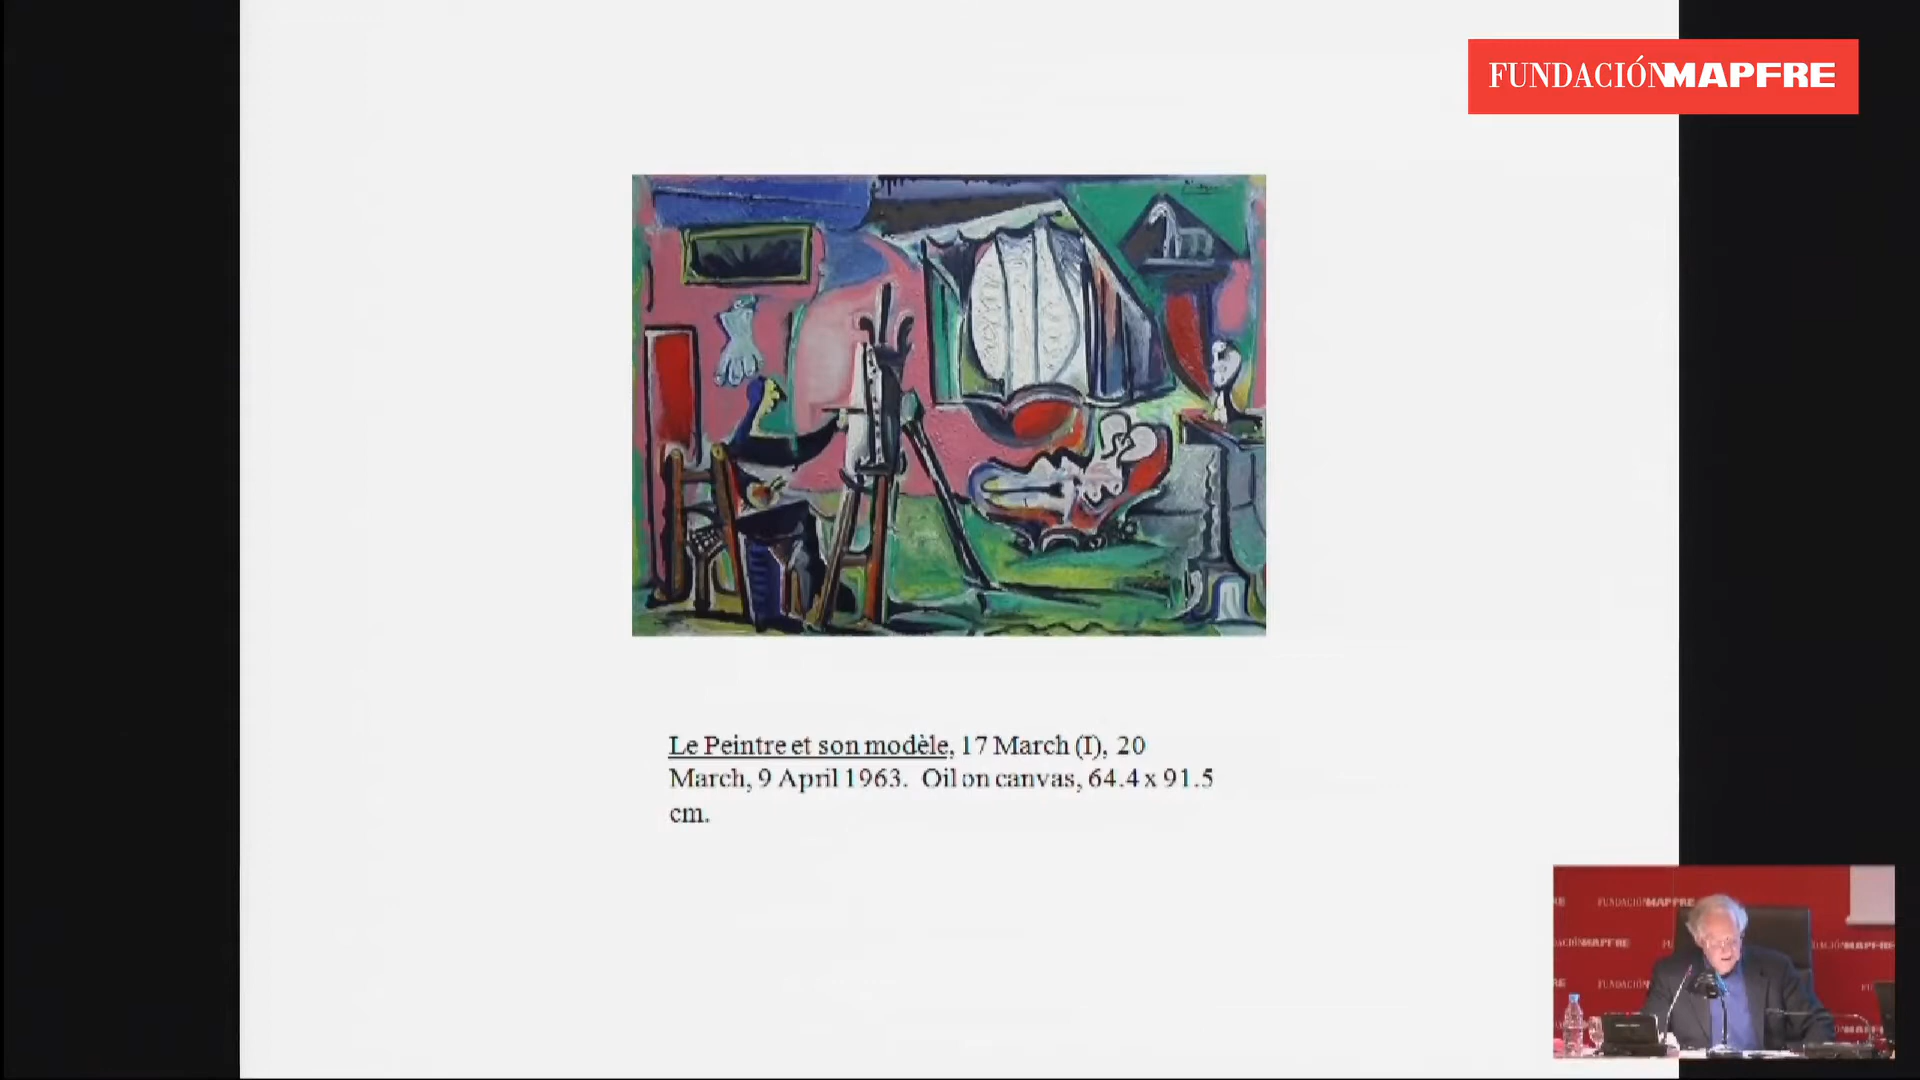 FUNDACIÓNMAPFRE
Le Peintre et son modèle, 17 March (I), 20
March, 9 April 1963.  Oil on canvas, 64.4 x 91.5
cm.
FUNDACIÓNMAPFRE